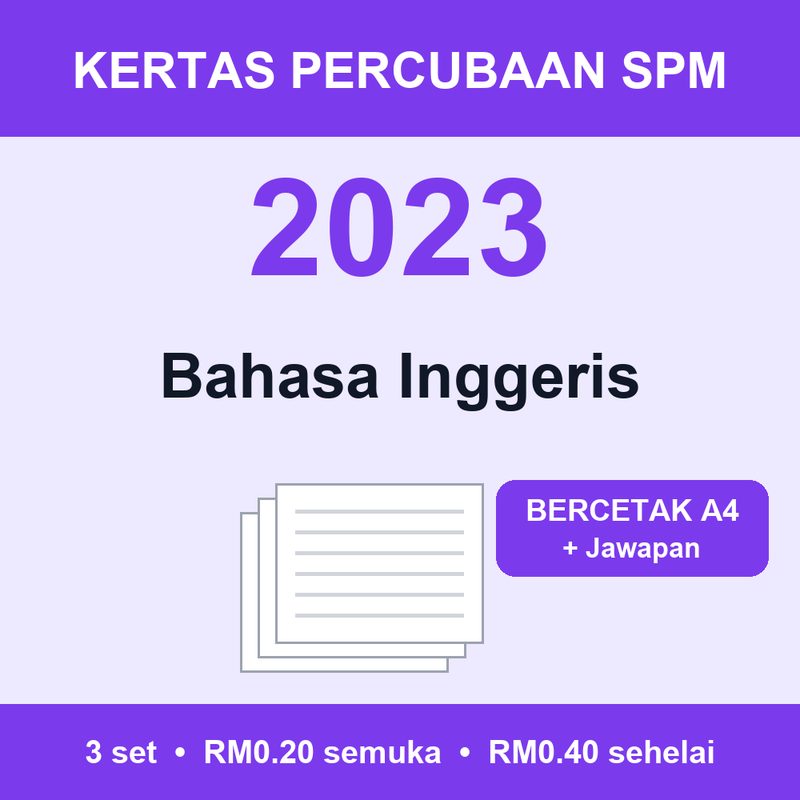 KERTAS PERCUBAAN SPM
2023
Bahasa Inggeris
BERCETAK A4
+ Jawapan
3 set • RM0.20 semuka • RM0.40 sehelai